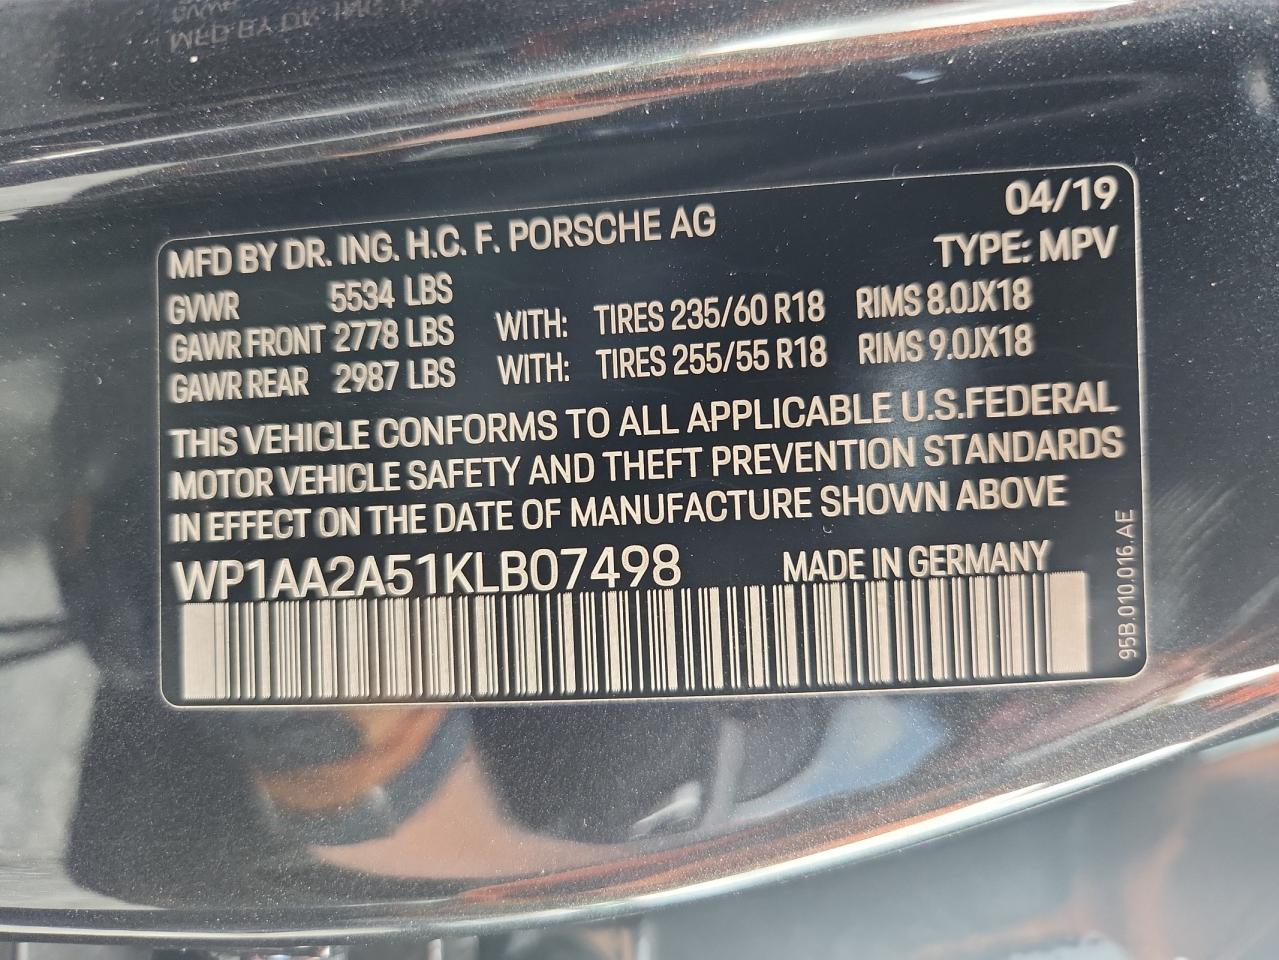 04/19
MFD BY DR. ING. H.C. F. PORSCHE AG
TYPE: MPV
GVWR 5534 LBS
GAWR FRONT 2778 LBS WITH: TIRES 235/60 R18 RIMS 8.0JX18
GAWR REAR 2987 LBS WITH: TIRES 255/55 R18 RIMS 9.0JX18
THIS VEHICLE CONFORMS TO ALL APPLICABLE U.S.FEDERAL
MOTOR VEHICLE SAFETY AND THEFT PREVENTION STANDARDS
IN EFFECT ON THE DATE OF MANUFACTURE SHOWN ABOVE
WP1AA2A51KLB07498 MADE IN GERMANY
95B.010.016.AE